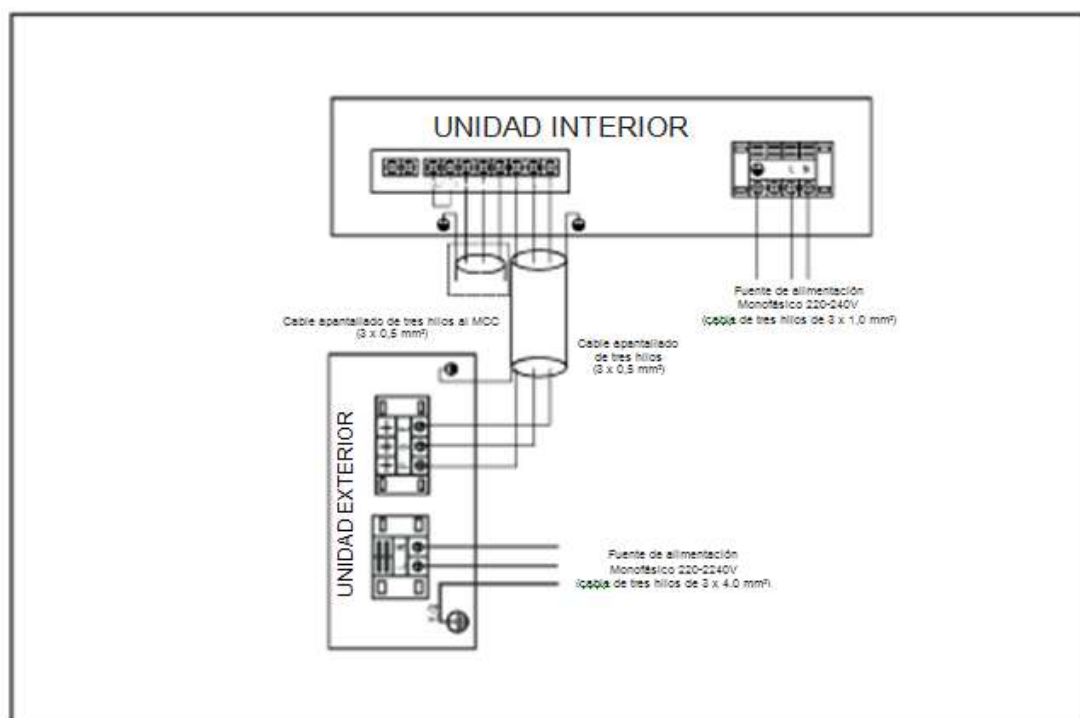 UNIDAD INTERIOR
L N
Fuente de alimentación
Monofásico 220-240V
(cable de tres hilos de 3 x 1,0 mm²)
Cable apantallado de tres hilos al MCC
(3 x 0,5 mm²)
Cable apantallado
de tres hilos
(3 x 0,5 mm²)
UNIDAD EXTERIOR
Fuente de alimentación
Monofásico 220-2240V
(cable de tres hilos de 3 x 4.0 mm²)